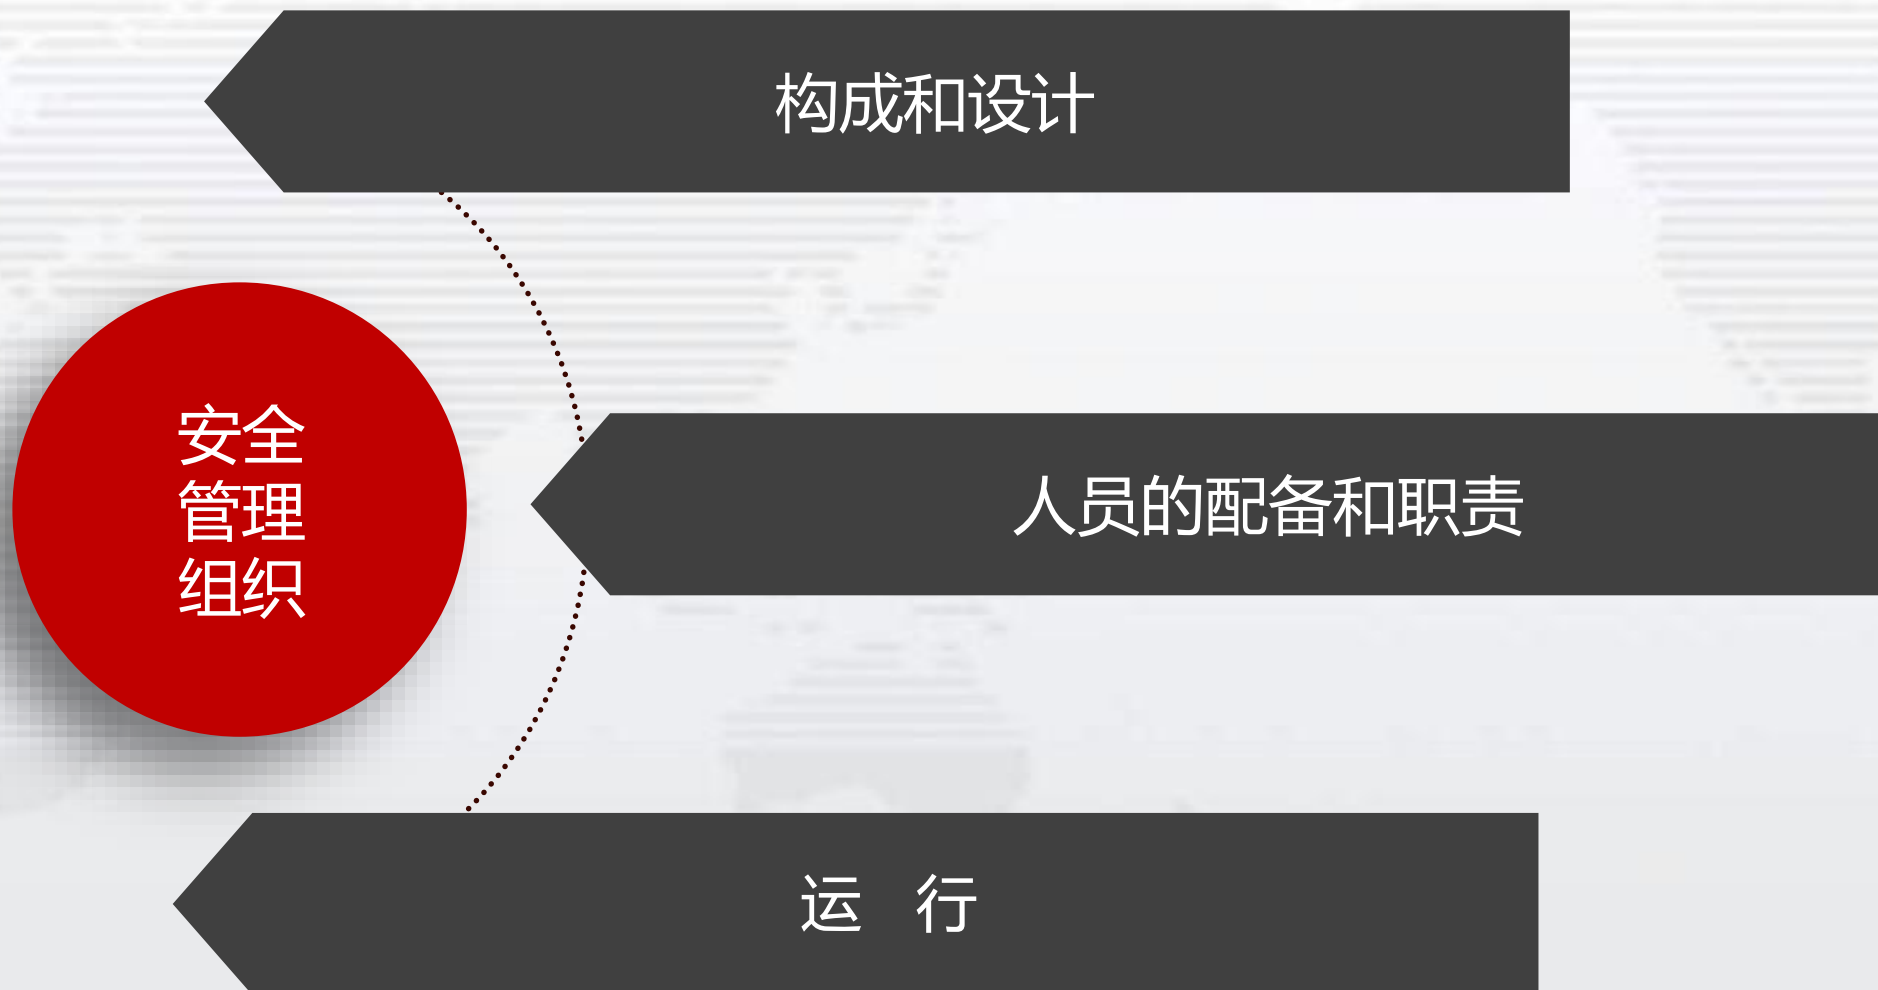 构成和设计
安全
管理
组织
人员的配备和职责
运 行